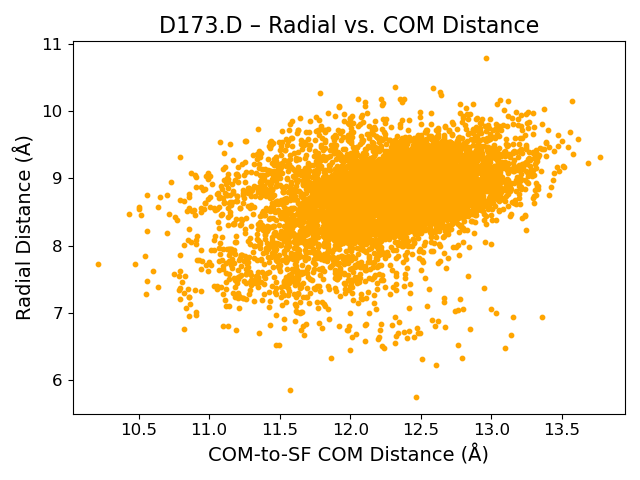 D173.D – Radial vs. COM Distance
11
10
9
8
7
6
Radial Distance (Å)
10.5 11.0 11.5 12.0 12.5 13.0 13.5
COM-to-SF COM Distance (Å)